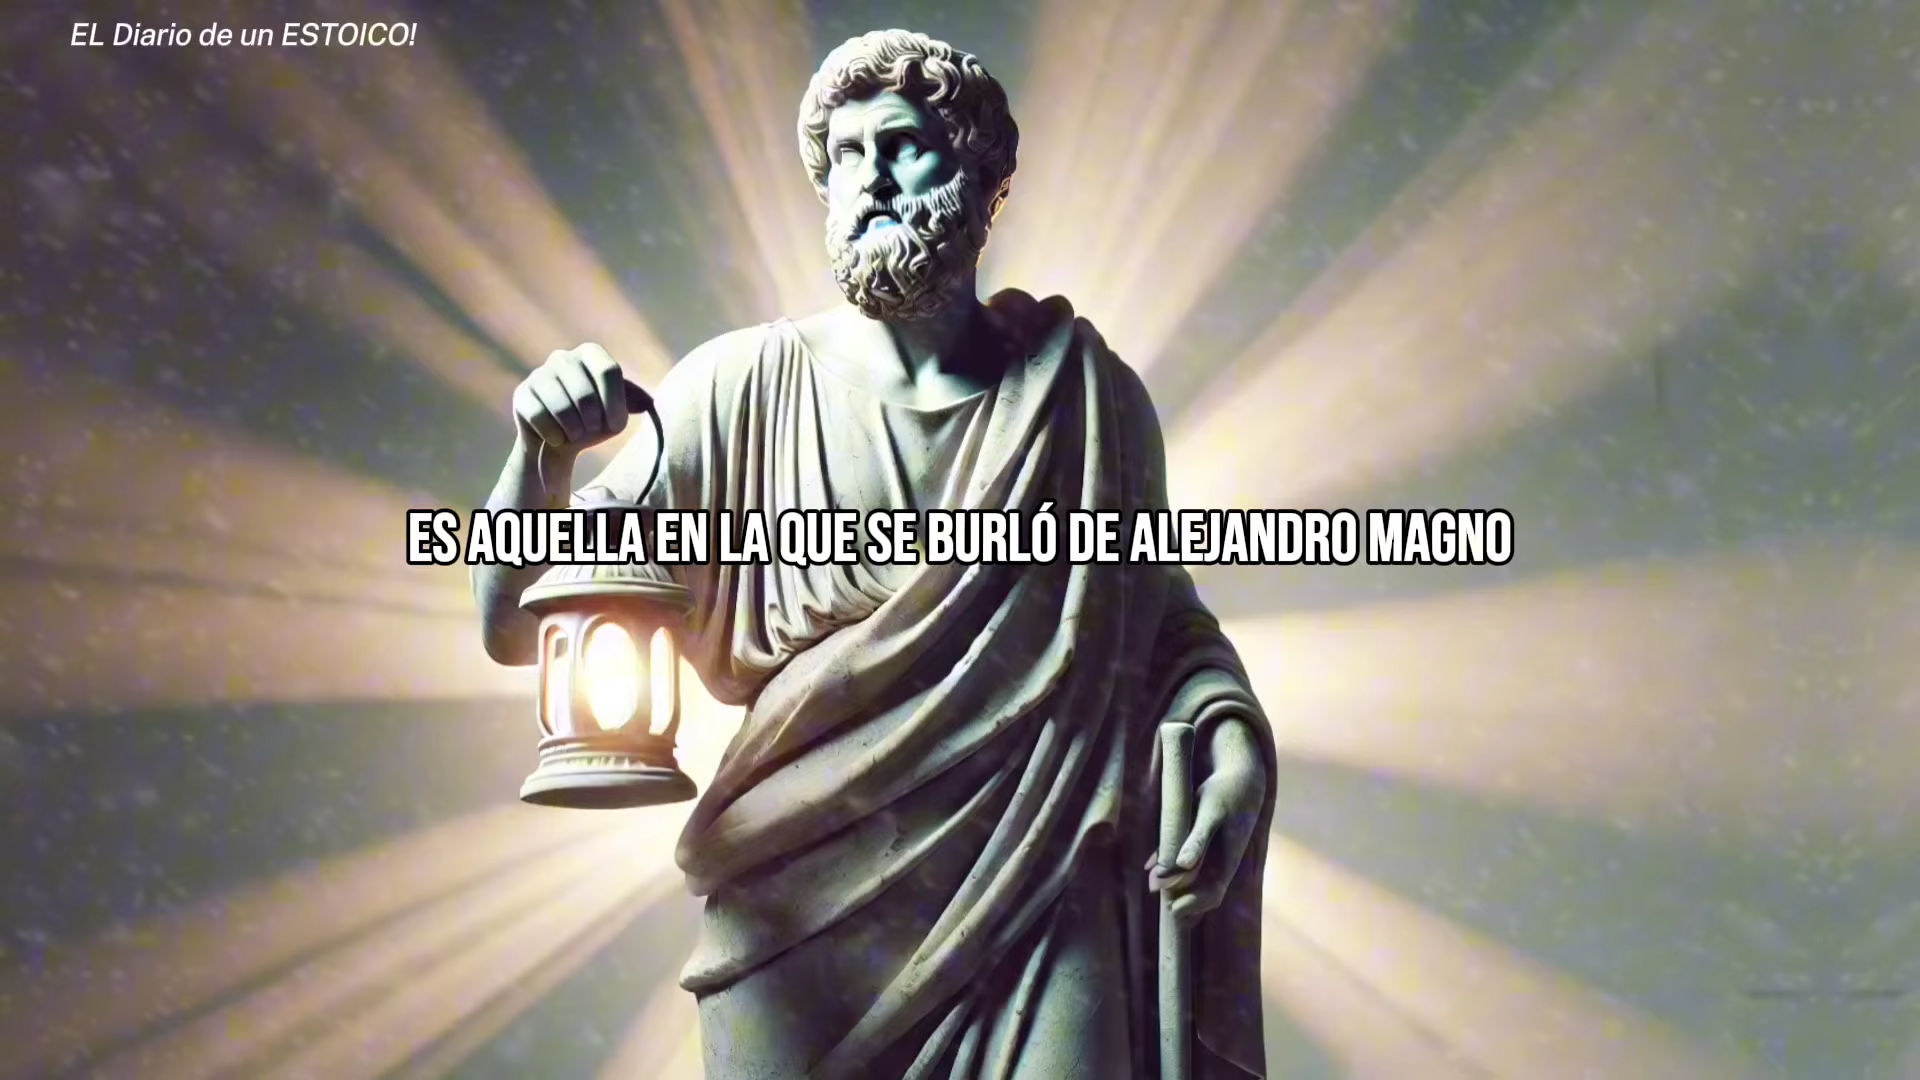 EL Diario de un ESTOICO!
ES AQUELLA EN LA QUE SE BURLÓ DE ALEJANDRO MAGNO